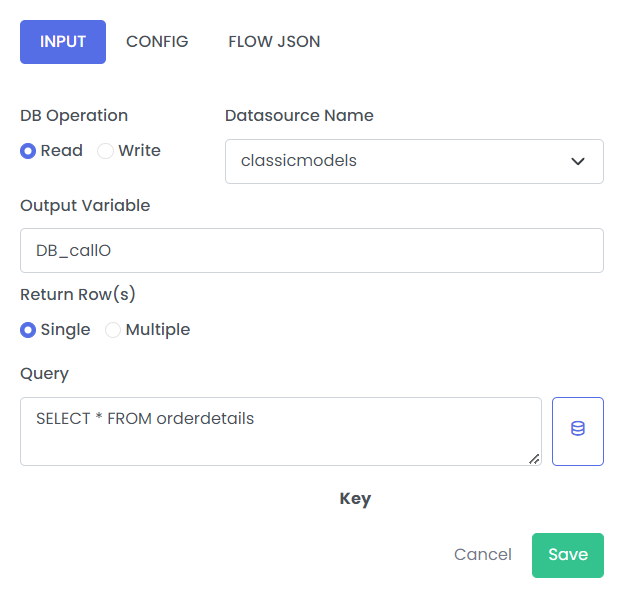 INPUT CONFIG FLOW JSON
DB Operation Datasource Name
Read Write classicmodels
Output Variable
DB_callO
Return Row(s)
Single Multiple
Query
SELECT * FROM orderdetails
Key
Cancel Save